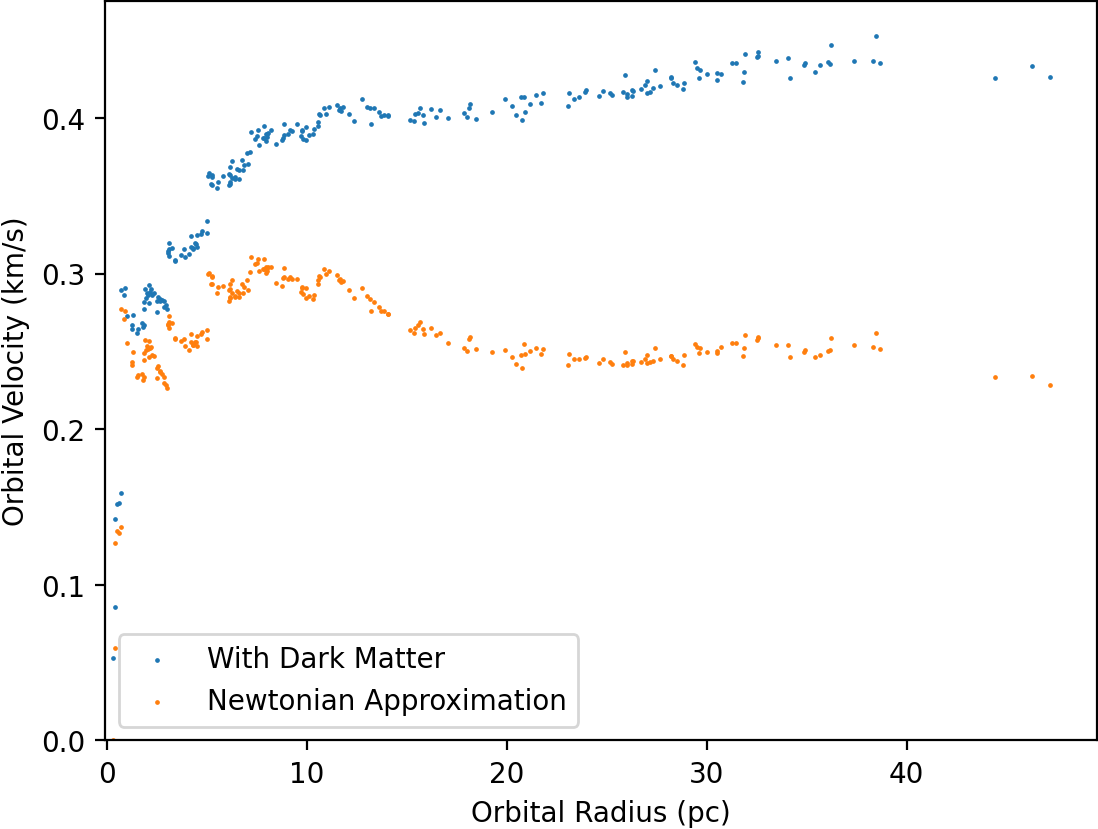 Orbital Velocity (km/s)
0.4
0.3
0.2
0.1
0.0
With Dark Matter
Newtonian Approximation
0 10 20 30 40
Orbital Radius (pc)